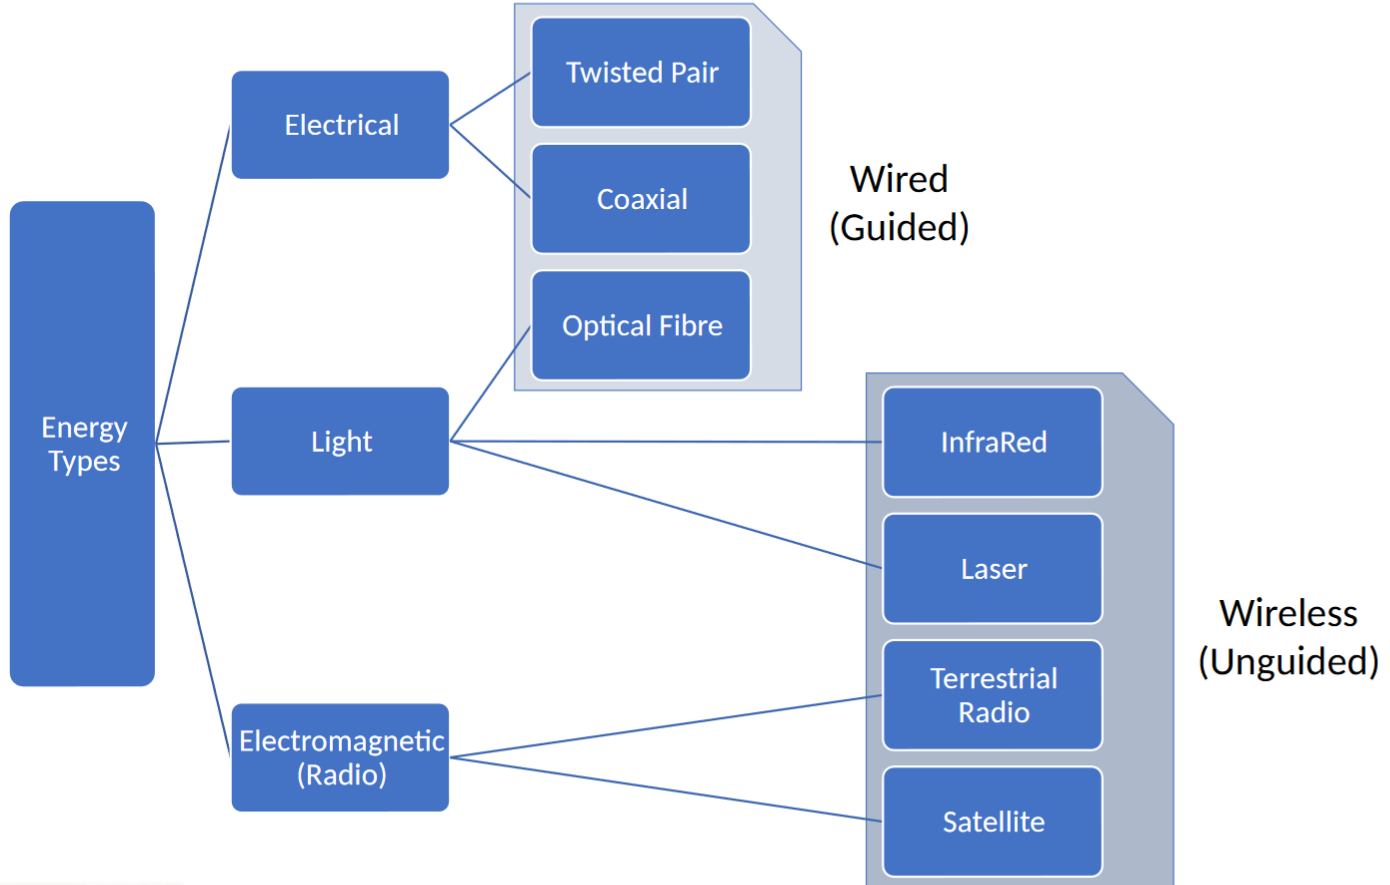 Energy
Types
Electrical
Light
Electromagnetic
(Radio)
Twisted Pair
Coaxial
Optical Fibre
Wired
(Guided)
InfraRed
Laser
Terrestrial
Radio
Satellite
Wireless
(Unguided)